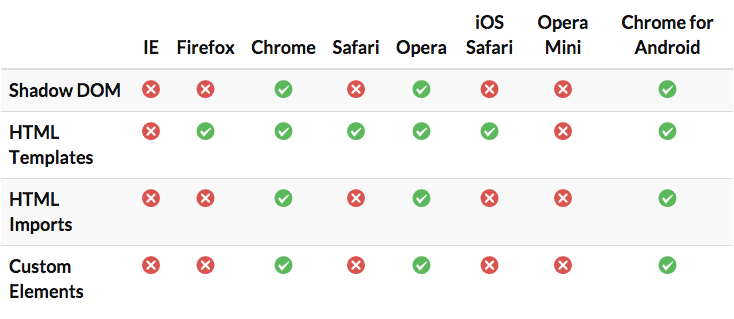 IE Firefox Chrome Safari Opera iOS Safari Opera Mini Chrome for Android
Shadow DOM
HTML
Templates
HTML
Imports
Custom
Elements